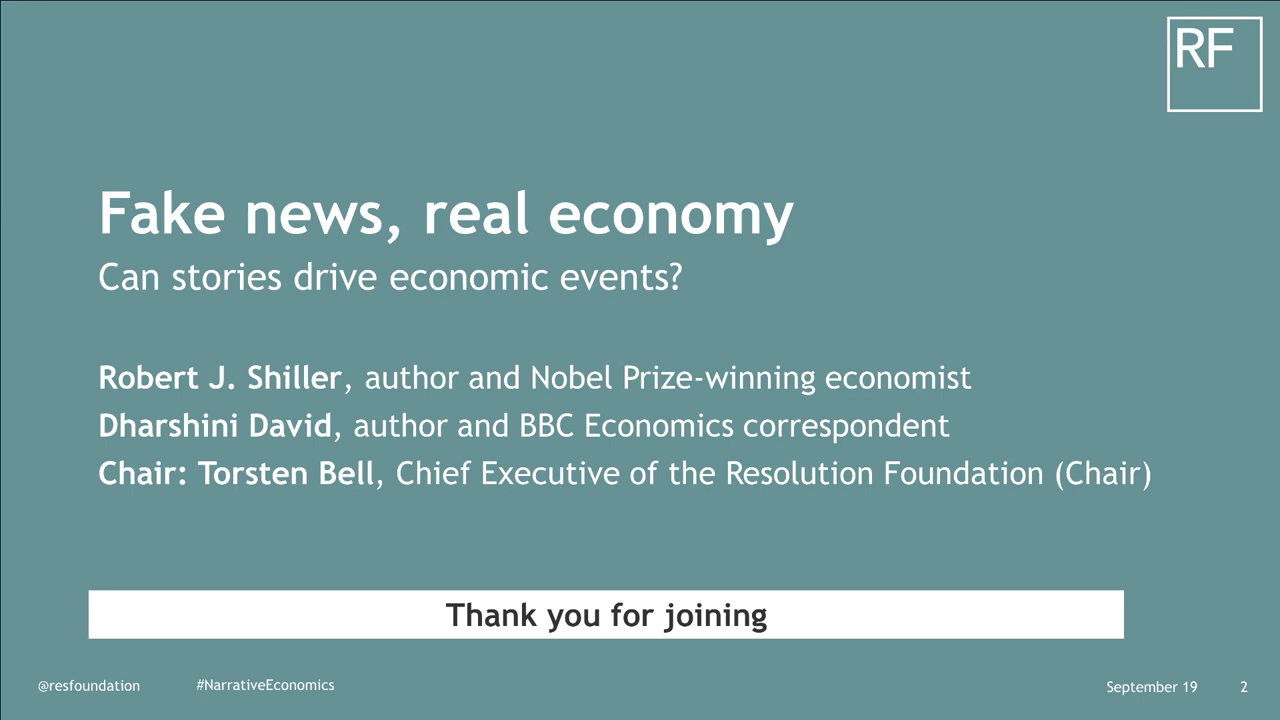 RF
Fake news, real economy
Can stories drive economic events?
Robert J. Shiller, author and Nobel Prize-winning economist
Dharshini David, author and BBC Economics correspondent
Chair: Torsten Bell, Chief Executive of the Resolution Foundation (Chair)
Thank you for joining
@resfoundation #NarrativeEconomics September 19 2